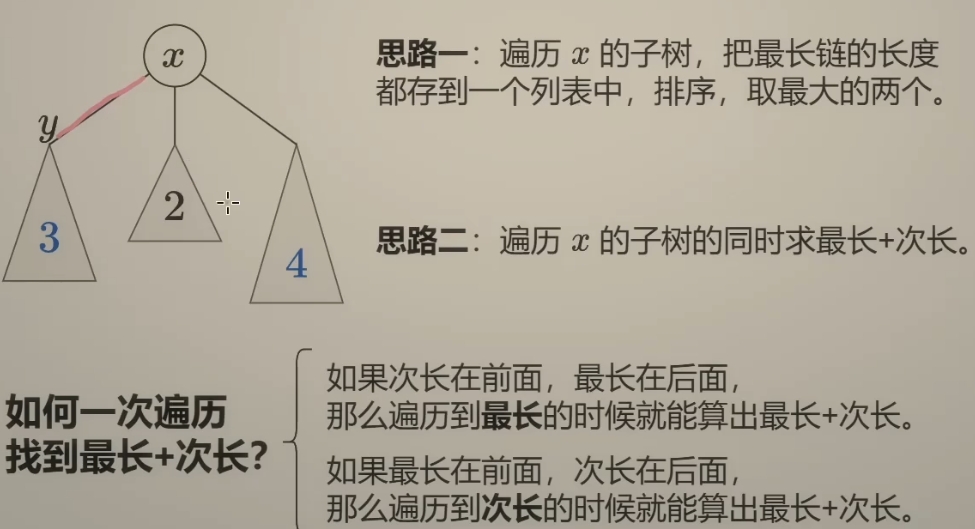 x
思路一：遍历 x 的子树，把最长链的长度
都存到一个列表中，排序，取最大的两个。
y
3
2
4
思路二：遍历 x 的子树的同时求最长+次长。
如何一次遍历
找到最长+次长？
如果次长在前面，最长在后面，
那么遍历到最长的时候就能算出最长+次长。
如果最长在前面，次长在后面，
那么遍历到次长的时候就能算出最长+次长。